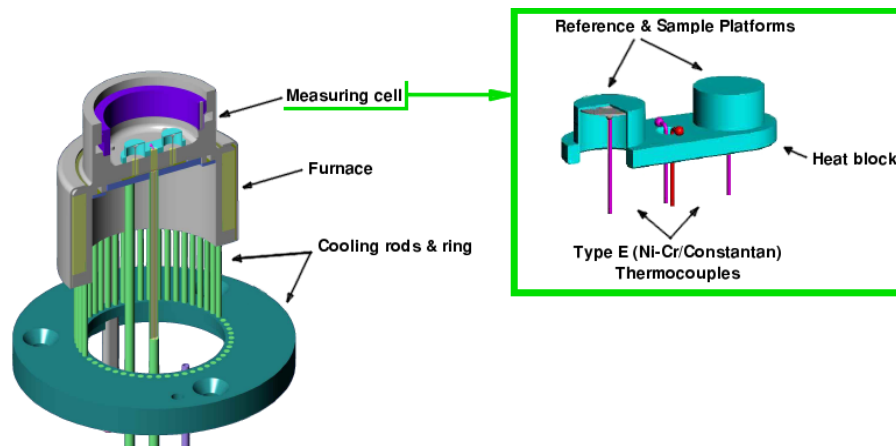 Reference & Sample Platforms
Measuring cell
Heat block
Furnace
Cooling rods & ring
Type E (Ni-Cr/Constantan)
Thermocouples